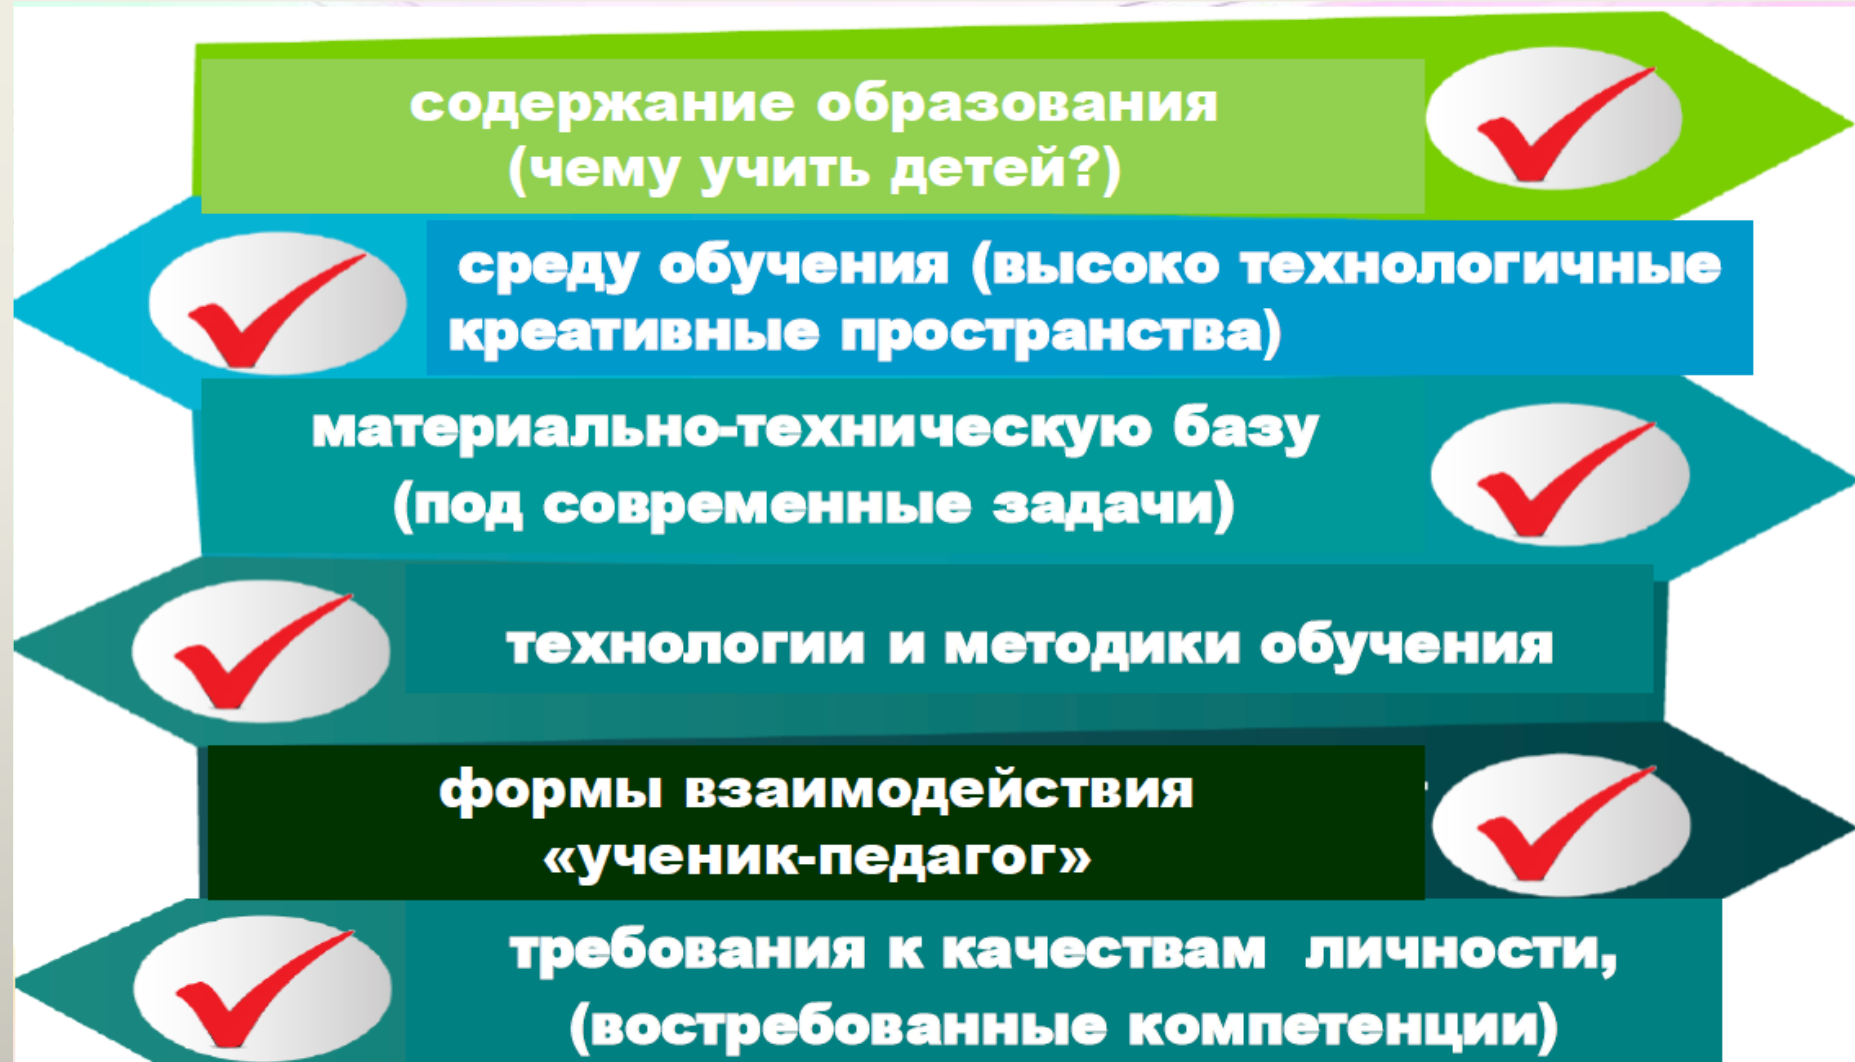 содержание образования
(чему учить детей?)
среду обучения (высоко технологичные
креативные пространства)
материально-техническую базу
(под современные задачи)
технологии и методики обучения
формы взаимодействия
«ученик-педагог»
требования к качествам личности,
(востребованные компетенции)